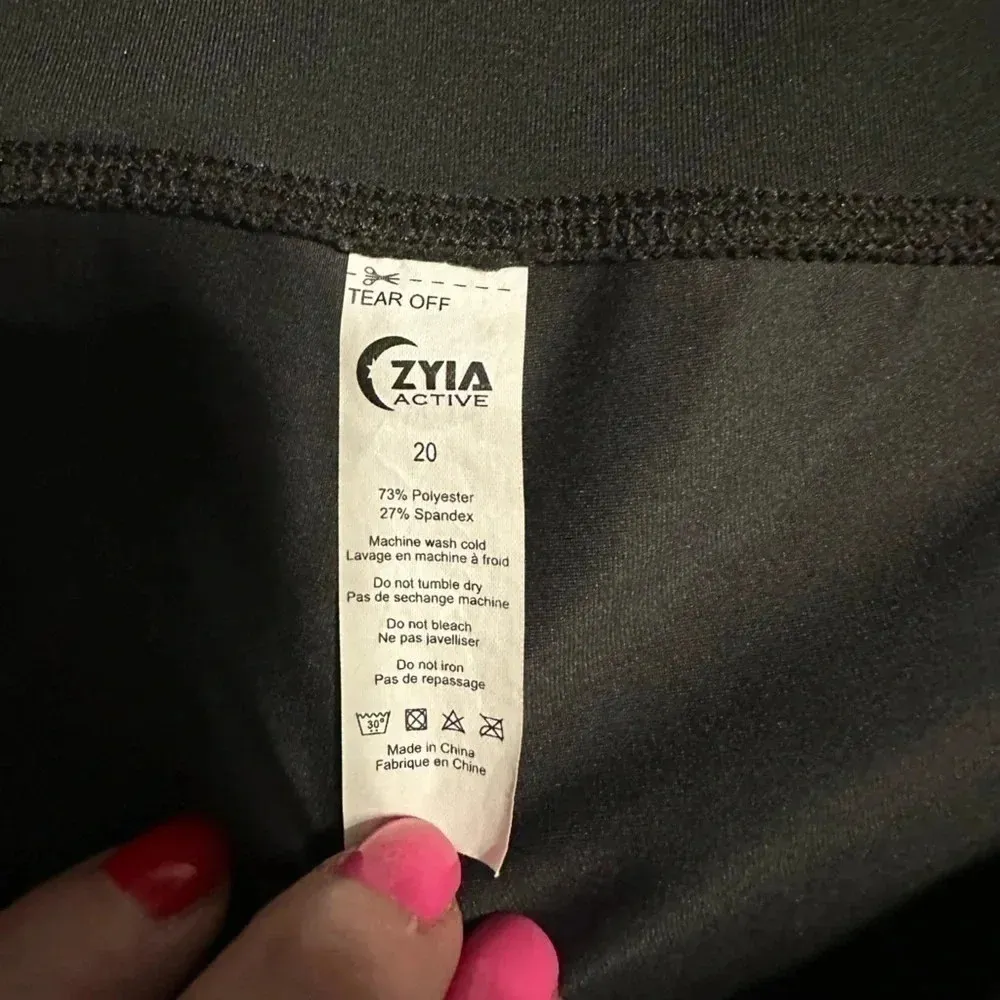 TEAR OFF
ZYIA
ACTIVE
20
73% Polyester
27% Spandex
Machine wash cold
Lavage en machine à froid
Do not tumble dry
Pas de sechange machine
Do not bleach
Ne pas javelliser
Do not iron
Pas de repassage
30°
Made in China
Fabrique en Chine